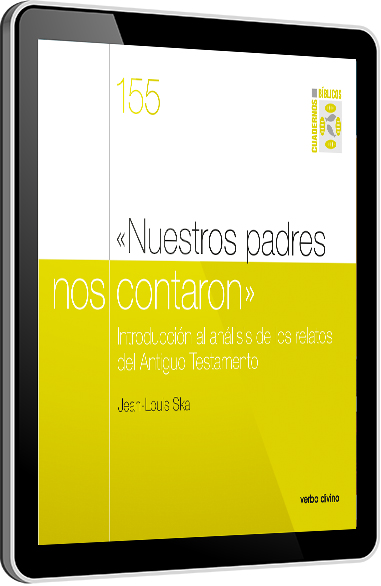 155
CUADERNOS
BÍBLICOS
«Nuestros padres
nos contaron»
Introducción al análisis de los relatos
del Antiguo Testamento
Jean-Louis Ska
verbo divino